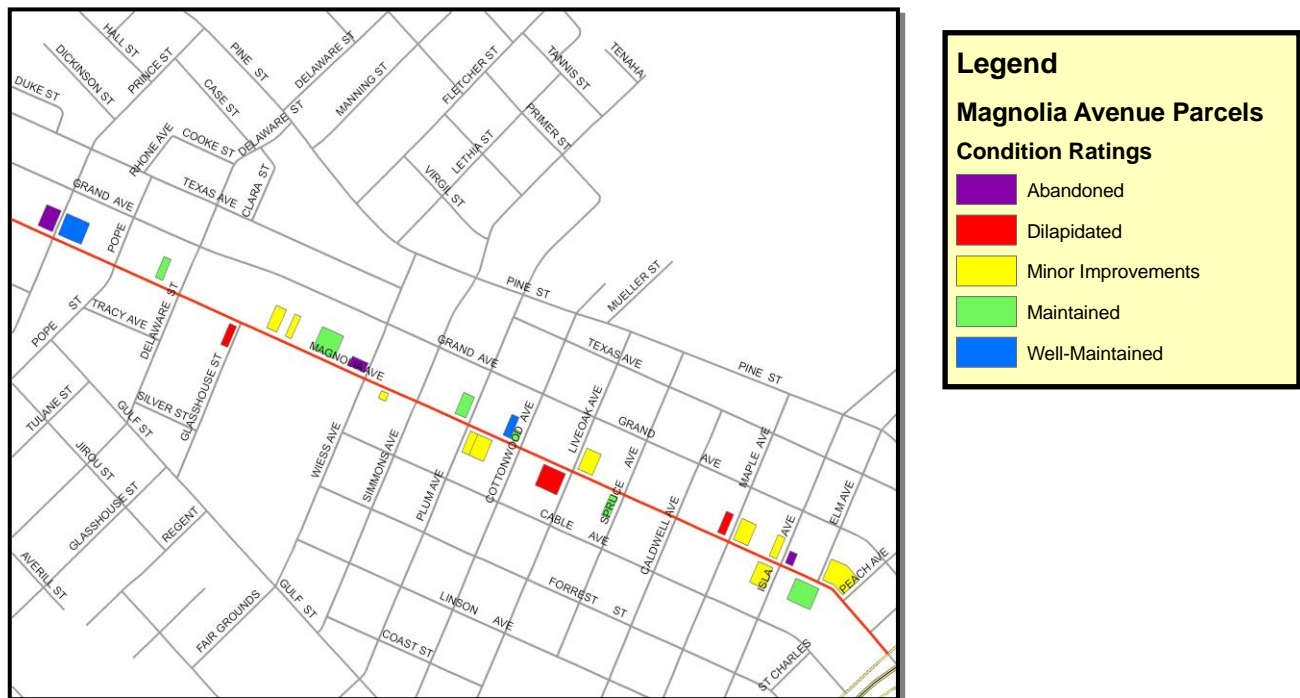 HALL ST
DICKINSON ST
PRINCE ST
PINE ST
DELAWARE ST
MANNING ST
FLETCHER ST
TANNIS ST
TENAHA
DUKE ST
CASE ST
PRIMER ST
RHONE AVE
COOKE ST
DELAWARE ST
LETHIA ST
VIRGIL ST
GRAND AVE
TEXAS AVE
CLARA ST
POPE
PINE ST
MUELLER ST
TRACY AVE
POPE ST
DELAWARE ST
MAGNOLIA AVE
GRAND AVE
TEXAS AVE
PINE ST
GLASSHOUSE ST
SILVER ST
GULF ST
TULANE ST
JIROU ST
GLASSHOUSE ST
REGENT
AVERILL ST
WIESS AVE
SIMMONS AVE
PLUM AVE
COTTONWOOD AVE
LIVEOAK AVE
GRAND AVE
SPRUCE AVE
MAPLE AVE
ELM AVE
CABLE AVE
CALDWELL AVE
ISLA AVE
PEACH AVE
FAIR GROUNDS
GULF ST
LINSON AVE
FORREST ST
COAST ST
ST CHARLES
Legend
Magnolia Avenue Parcels
Condition Ratings
Abandoned
Dilapidated
Minor Improvements
Maintained
Well-Maintained